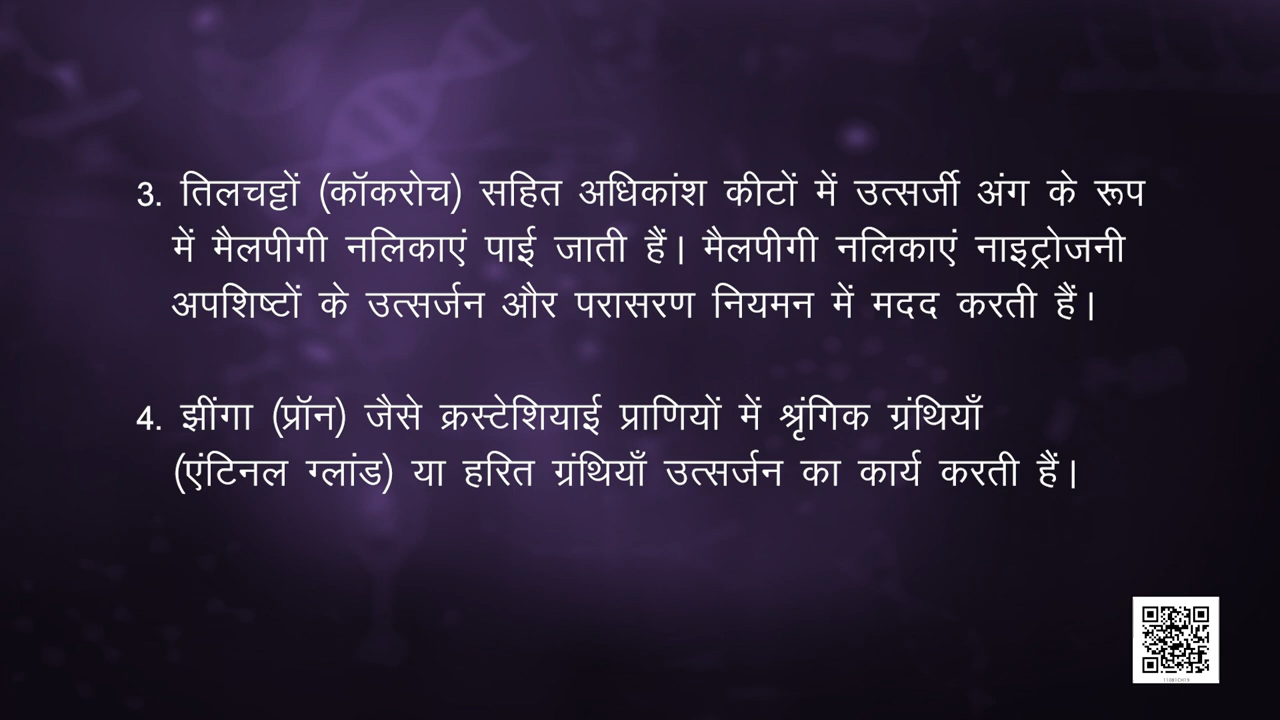 3. तिलचट्टों (कॉकरोच) सहित अधिकांश कीटों में उत्सर्जी अंग के रूप
में मैलपीगी नलिकाएं पाई जाती हैं। मैलपीगी नलिकाएं नाइट्रोजनी
अपशिष्टों के उत्सर्जन और परासरण नियमन में मदद करती हैं।
4. झींगा (प्रॉन) जैसे क्रस्टेशियाई प्राणियों में श्रृंगिक ग्रंथियाँ
(एंटिनल ग्लांड) या हरित ग्रंथियाँ उत्सर्जन का कार्य करती हैं।